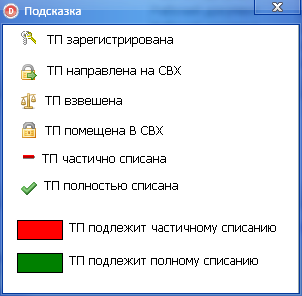 Подсказка
ТП зарегистрирована
ТП направлена на СВХ
ТП взвешена
ТП помещена В СВХ
ТП частично списана
ТП полностью списана
ТП подлежит частичному списанию
ТП подлежит полному списанию